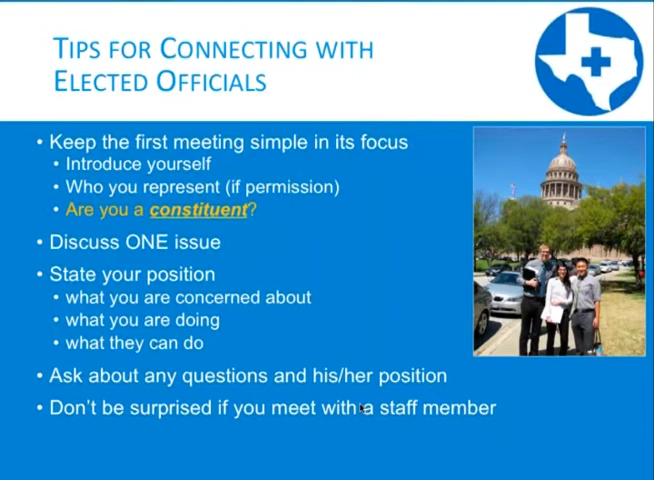 TIPS FOR CONNECTING WITH
ELECTED OFFICIALS
• Keep the first meeting simple in its focus
• Introduce yourself
• Who you represent (if permission)
• Are you a constituent?
• Discuss ONE issue
• State your position
• what you are concerned about
• what you are doing
• what they can do
• Ask about any questions and his/her position
• Don't be surprised if you meet with a staff member